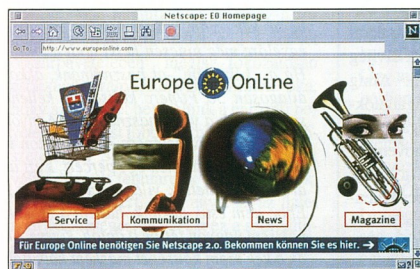 Netscape: EO Homepage
N
Go To: http://www.europeonline.com
Europe Online
Service
Kommunikation
News
Magazine
Für Europe Online benötigen Sie Netscape 2.0. Bekommen können Sie es hier. →